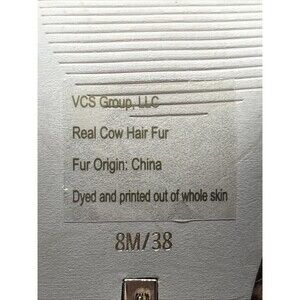 VCS Group, LLC
Real Cow Hair Fur
Fur Origin: China
Dyed and printed out of whole skin
8M/38